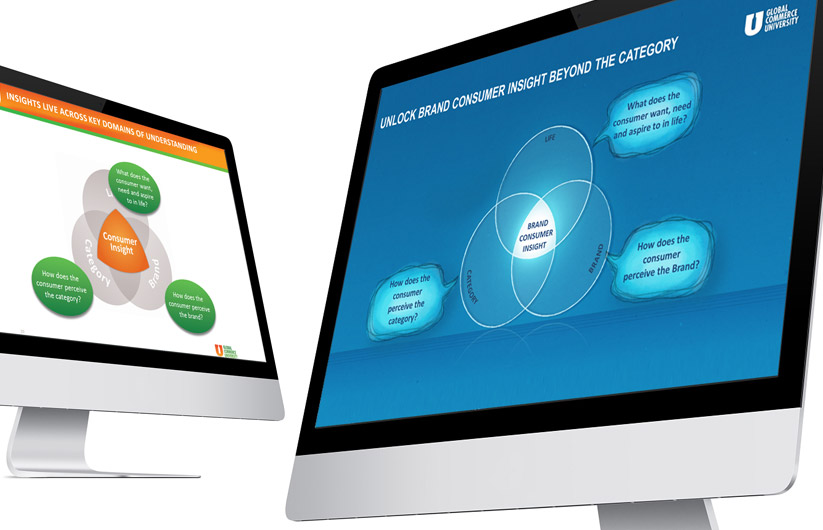 INSIGHTS LIVE ACROSS KEY DOMAINS OF UNDERSTANDING
What does the
consumer want,
need and aspire
to in life?
Consumer
Insight
Category
Brand
How does the
consumer perceive
the category?
How does the
consumer perceive
the brand?
U GLOBAL
COMMERCE
UNIVERSITY
U GLOBAL
COMMERCE
UNIVERSITY
UNLOCK BRAND CONSUMER INSIGHT BEYOND THE CATEGORY
What does the
consumer want, need
and aspire to in life?
LIFE
BRAND
CONSUMER
INSIGHT
CATEGORY
BRAND
How does the
consumer
perceive the Brand?
How does the
consumer
perceive the
category?